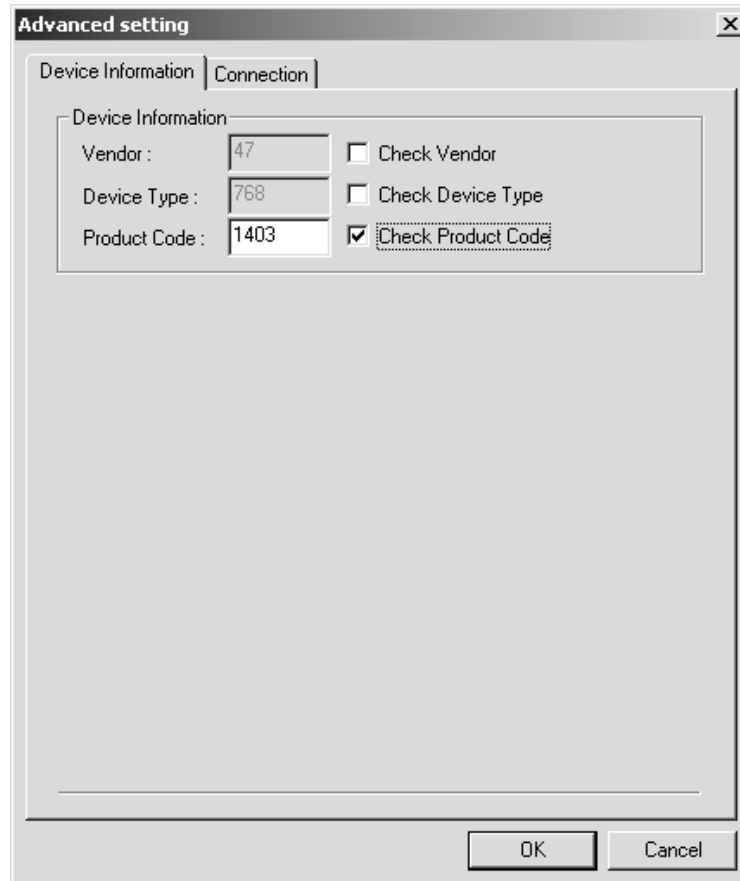 Advanced setting
Device Information
Connection
Device Information
Vendor : 47 Check Vendor
Device Type : 768 Check Device Type
Product Code : 1403 Check Product Code
OK Cancel